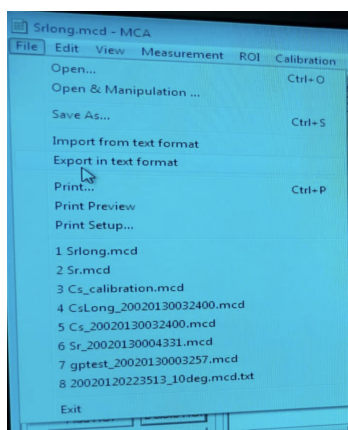 Srlong.mcd - MCA
File Edit View Measurement ROI Calibration
Open... Ctrl+O
Open & Manipulation ...
Save As... Ctrl+S
Import from text format
Export in text format
Print... Ctrl+P
Print Preview
Print Setup...
1 Srlong.mcd
2 Sr.mcd
3 Cs_calibration.mcd
4 CsLong_20020130032400.mcd
5 Cs_20020130032400.mcd
6 Sr_20020130004331.mcd
7 gptest_20020130003257.mcd
8 20020120223513_10deg.mcd.txt
Exit